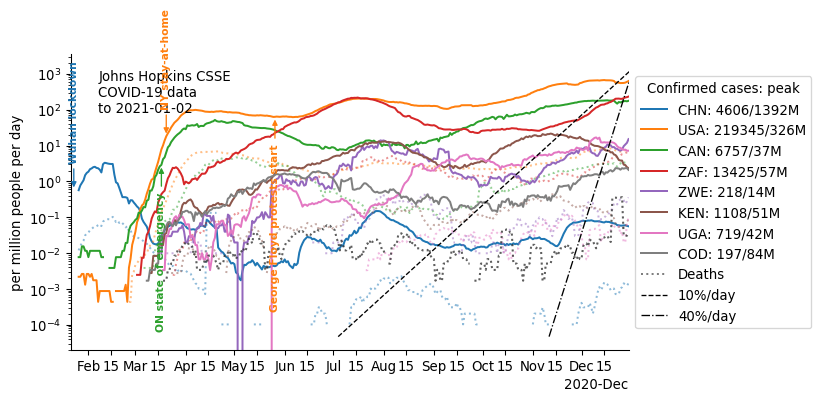 Johns Hopkins CSSE
COVID-19 data
to 2021-01-02
Wuhan lockdown
NY stay-at-home
ON state of emergency
George Floyd protests start
per million people per day
10³
10²
10¹
10⁰
10⁻¹
10⁻²
10⁻³
10⁻⁴
Feb 15 Mar 15 Apr 15 May 15 Jun 15 Jul 15 Aug 15 Sep 15 Oct 15 Nov 15 Dec 15
2020-Dec
Confirmed cases: peak
CHN: 4606/1392M
USA: 219345/326M
CAN: 6757/37M
ZAF: 13425/57M
ZWE: 218/14M
KEN: 1108/51M
UGA: 719/42M
COD: 197/84M
Deaths
10%/day
40%/day